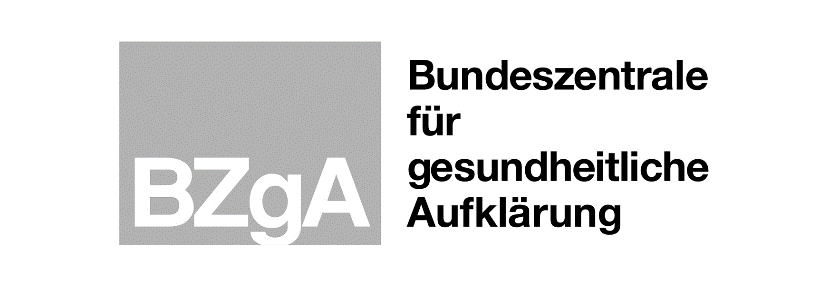 BZgA
Bundeszentrale
für
gesundheitliche
Aufklärung